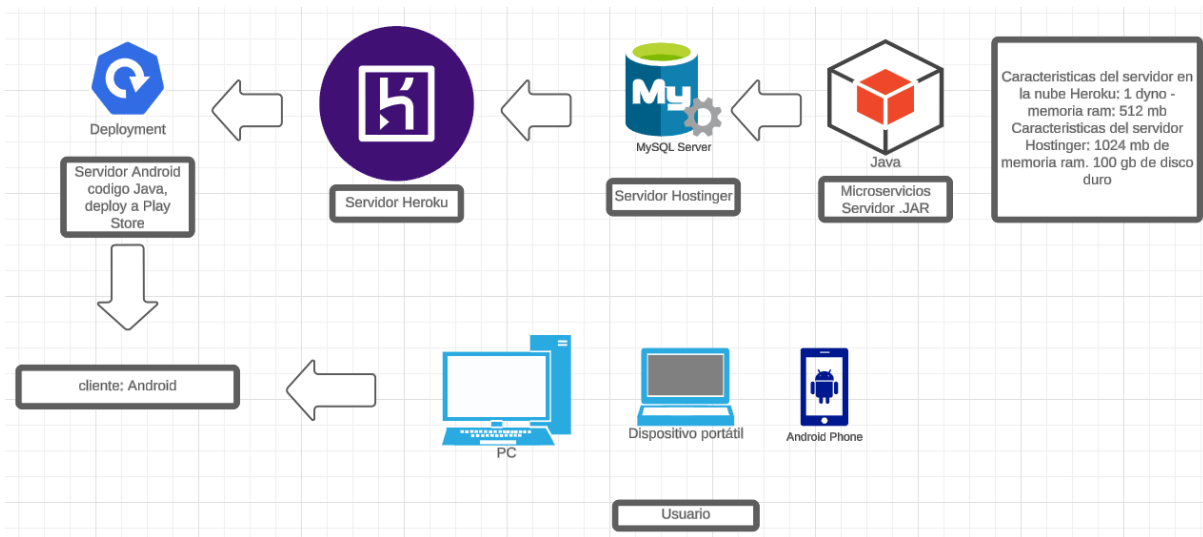 Deployment
Servidor Android
codigo Java,
deploy a Play
Store
Servidor Heroku
My
MySQL Server
Servidor Hostinger
Java
Microservicios
Servidor .JAR
Caracteristicas del servidor en
la nube Heroku: 1 dyno -
memoria ram: 512 mb
Caracteristicas del servidor
Hostinger: 1024 mb de
memoria ram. 100 gb de disco
duro
cliente: Android
PC
Dispositivo portátil
Android Phone
Usuario